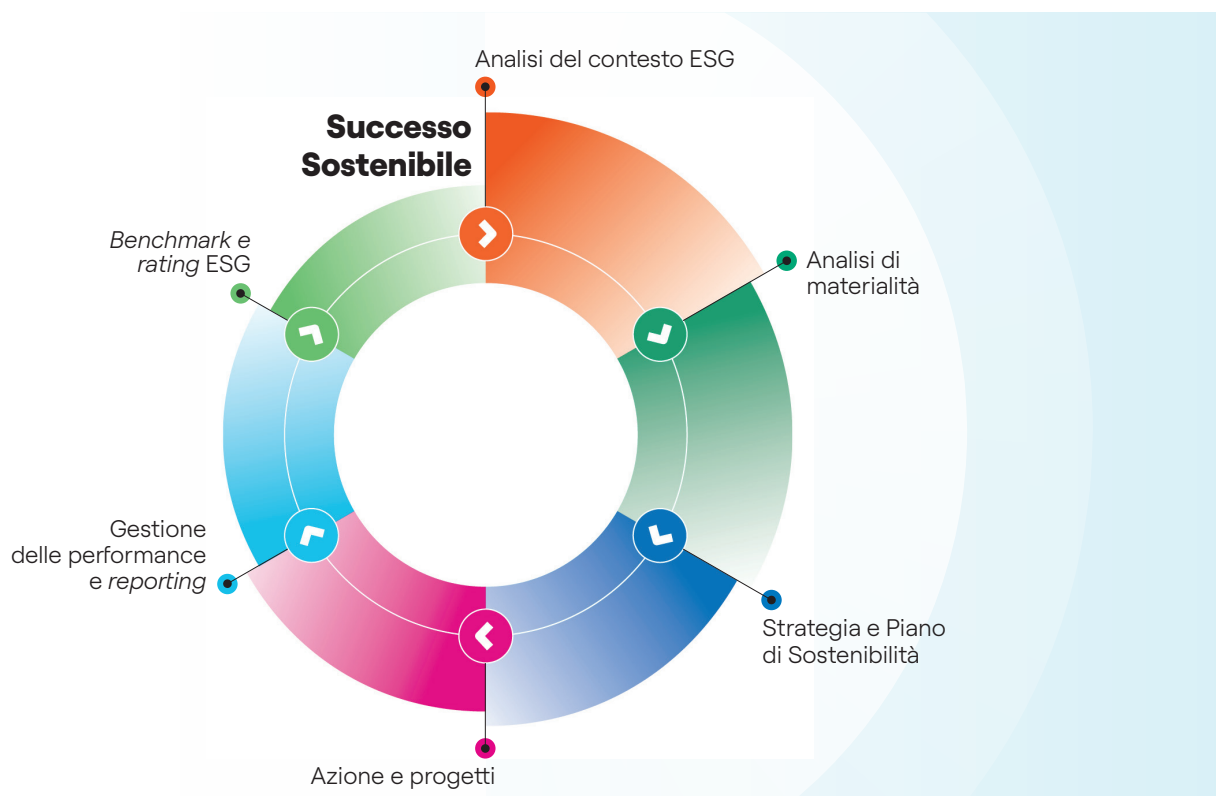 Analisi del contesto ESG
Successo
Sostenibile
Benchmark e
rating ESG
Analisi di
materialità
Gestione
delle performance
e reporting
Strategia e Piano
di Sostenibilità
Azione e progetti